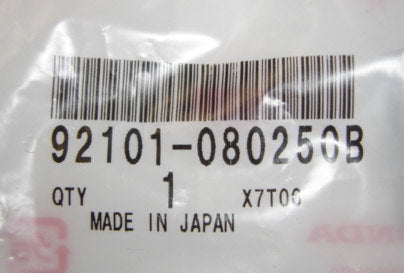 92101-080250B
QTY 1 X7T06
MADE IN JAPAN